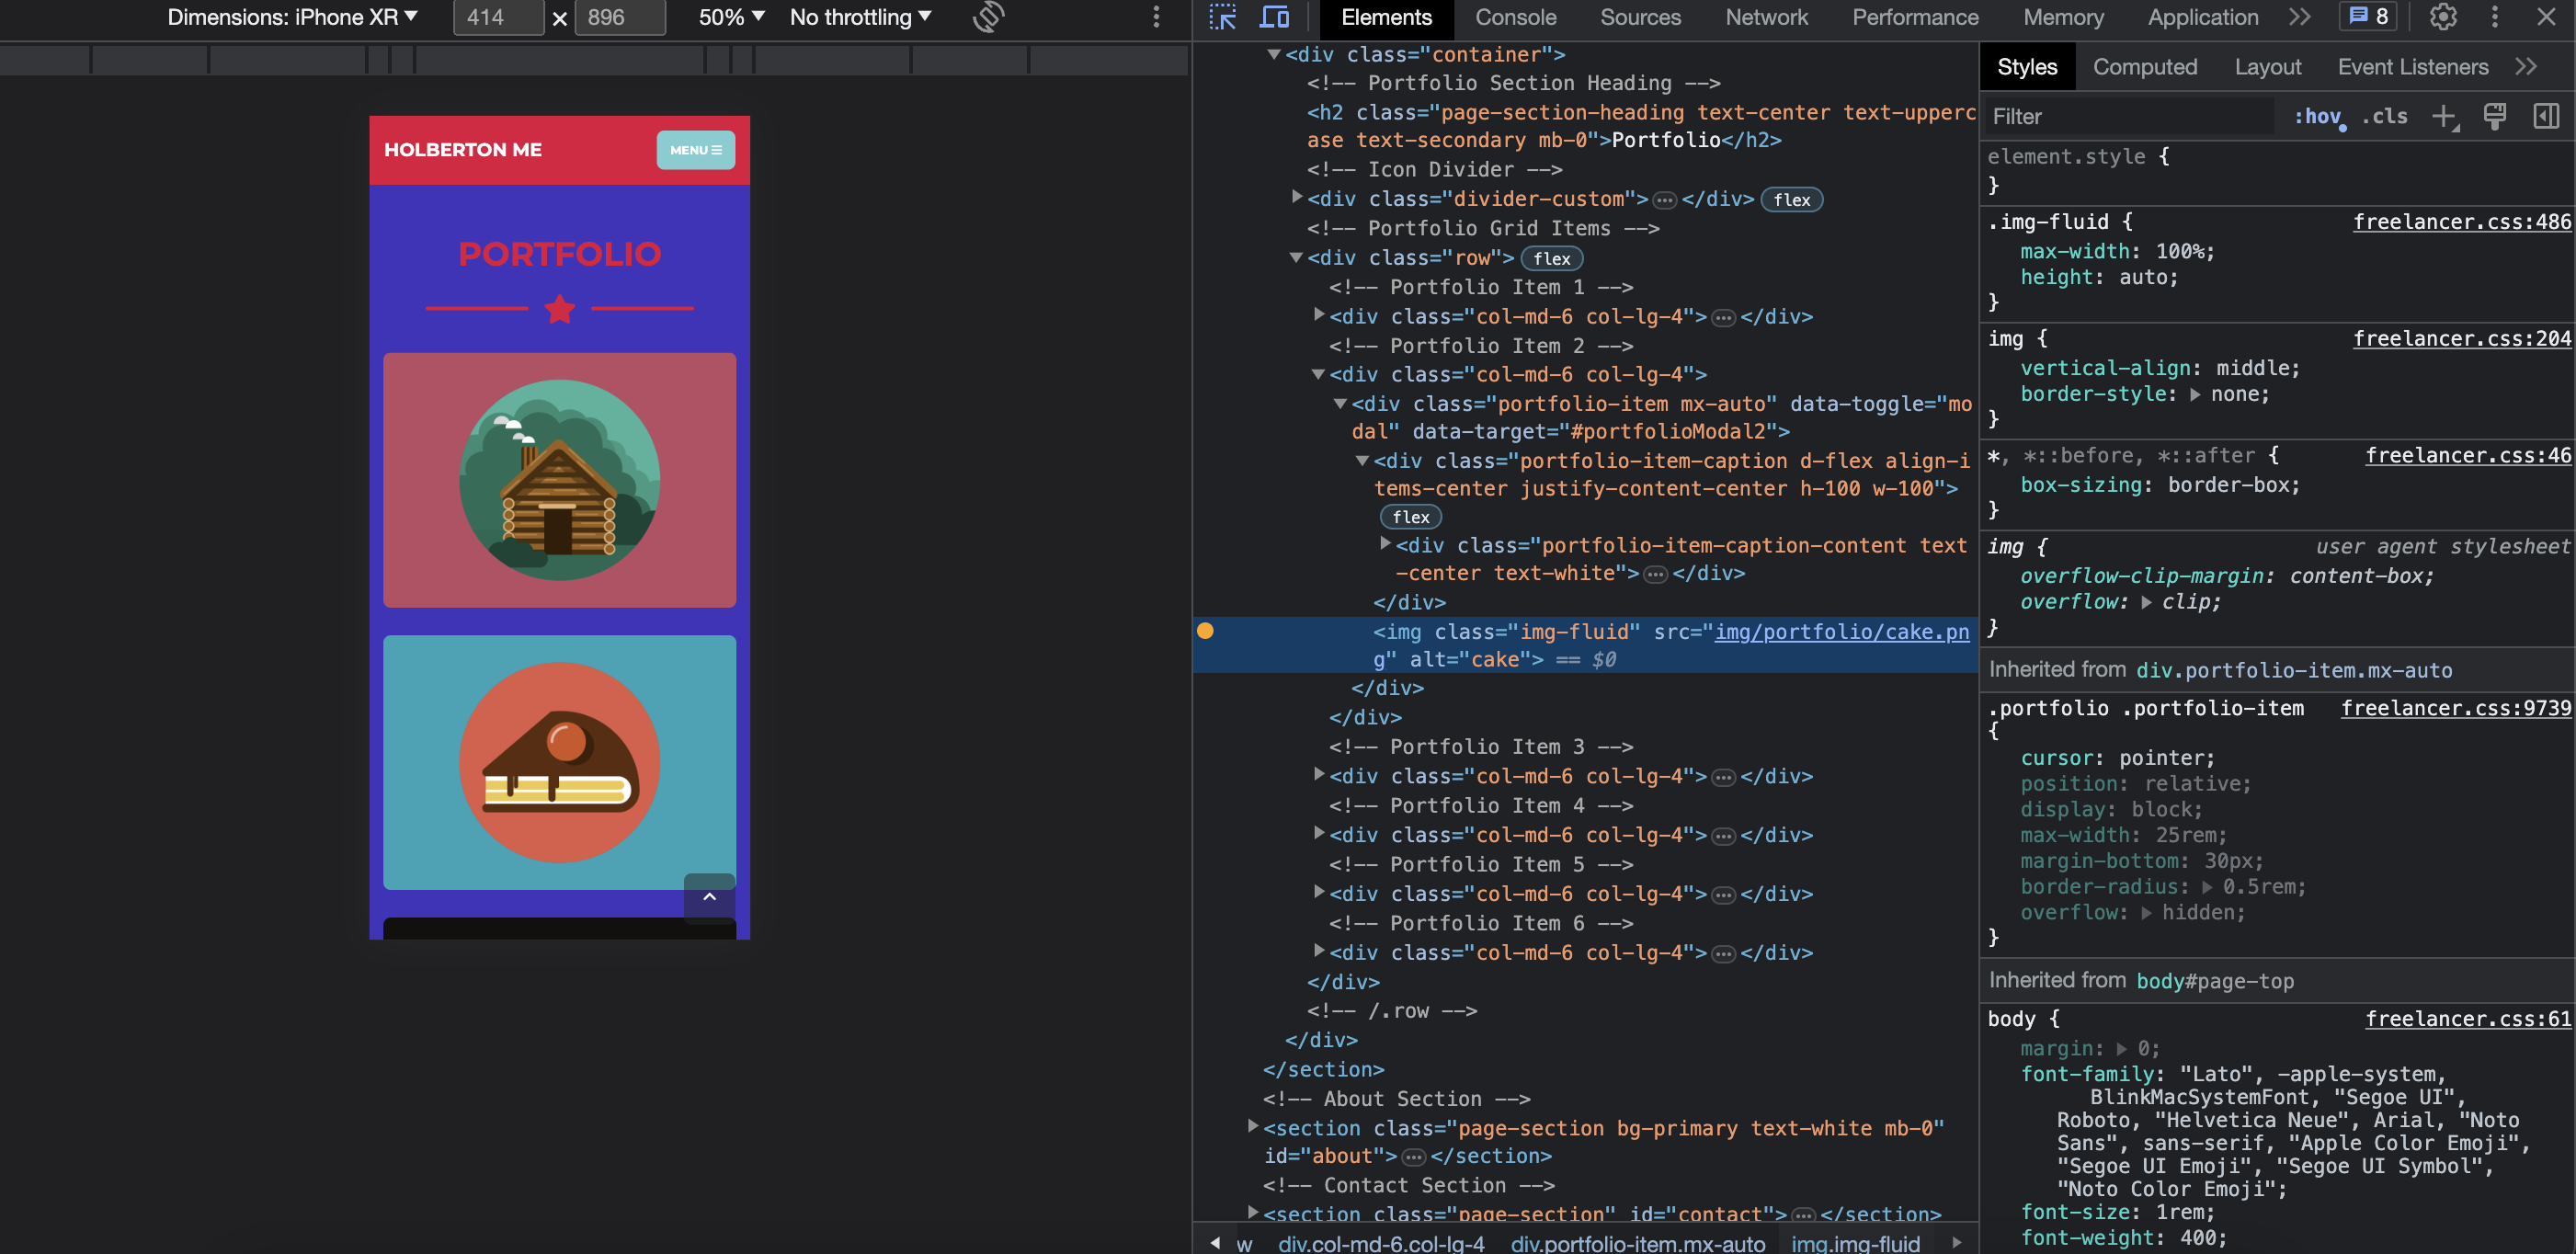 Dimensions: iPhone XR ▼ 414 × 896 50% ▼ No throttling ▼
HOLBERTON ME
MENU
PORTFOLIO
Elements Console Sources Network Performance Memory Application 8
<div class="container">
<!-- Portfolio Section Heading -->
<h2 class="page-section-heading text-center text-upperc
ase text-secondary mb-0">Portfolio</h2>
<!-- Icon Divider -->
<div class="divider-custom">…</div> flex
<!-- Portfolio Grid Items -->
<div class="row"> flex
<!-- Portfolio Item 1 -->
<div class="col-md-6 col-lg-4">…</div>
<!-- Portfolio Item 2 -->
<div class="col-md-6 col-lg-4">
<div class="portfolio-item mx-auto" data-toggle="mo
dal" data-target="#portfolioModal2">
<div class="portfolio-item-caption d-flex align-i
tems-center justify-content-center h-100 w-100">
flex
<div class="portfolio-item-caption-content text
-center text-white">…</div>
</div>
<img class="img-fluid" src="img/portfolio/cake.pn
g" alt="cake"> == $0
</div>
</div>
<!-- Portfolio Item 3 -->
<div class="col-md-6 col-lg-4">…</div>
<!-- Portfolio Item 4 -->
<div class="col-md-6 col-lg-4">…</div>
<!-- Portfolio Item 5 -->
<div class="col-md-6 col-lg-4">…</div>
<!-- Portfolio Item 6 -->
<div class="col-md-6 col-lg-4">…</div>
</div>
<!-- /.row -->
</div>
</section>
<!-- About Section -->
<section class="page-section bg-primary text-white mb-0"
id="about">…</section>
<!-- Contact Section -->
<section class="page-section" id="contact">…</section>
w div.col-md-6.col-lg-4 div.portfolio-item.mx-auto img.img-fluid
Styles Computed Layout Event Listeners
Filter :hov .cls
element.style {
}
.img-fluid { freelancer.css:486
max-width: 100%;
height: auto;
}
img { freelancer.css:204
vertical-align: middle;
border-style: none;
}
*, *::before, *::after { freelancer.css:46
box-sizing: border-box;
}
img { user agent stylesheet
overflow-clip-margin: content-box;
overflow: clip;
}
Inherited from div.portfolio-item.mx-auto
.portfolio .portfolio-item freelancer.css:9739
{
cursor: pointer;
position: relative;
display: block;
max-width: 25rem;
margin-bottom: 30px;
border-radius: 0.5rem;
overflow: hidden;
}
Inherited from body#page-top
body { freelancer.css:61
margin: 0;
font-family: "Lato", -apple-system,
BlinkMacSystemFont, "Segoe UI",
Roboto, "Helvetica Neue", Arial, "Noto
Sans", sans-serif, "Apple Color Emoji",
"Segoe UI Emoji", "Segoe UI Symbol",
"Noto Color Emoji";
font-size: 1rem;
font-weight: 400;